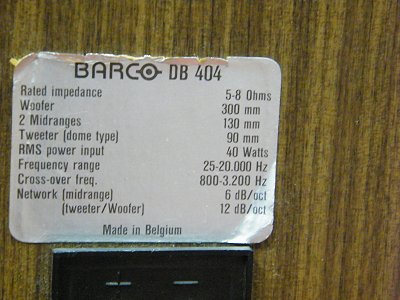 BARCO DB 404
Rated impedance 5-8 Ohms
Woofer 300 mm
2 Midranges 130 mm
Tweeter (dome type) 90 mm
RMS power input 40 Watts
Frequency range 25-20.000 Hz
Cross-over freq. 800-3.200 Hz
Network (midrange) 6 dB/oct
(tweeter/Woofer) 12 dB/oct
Made in Belgium